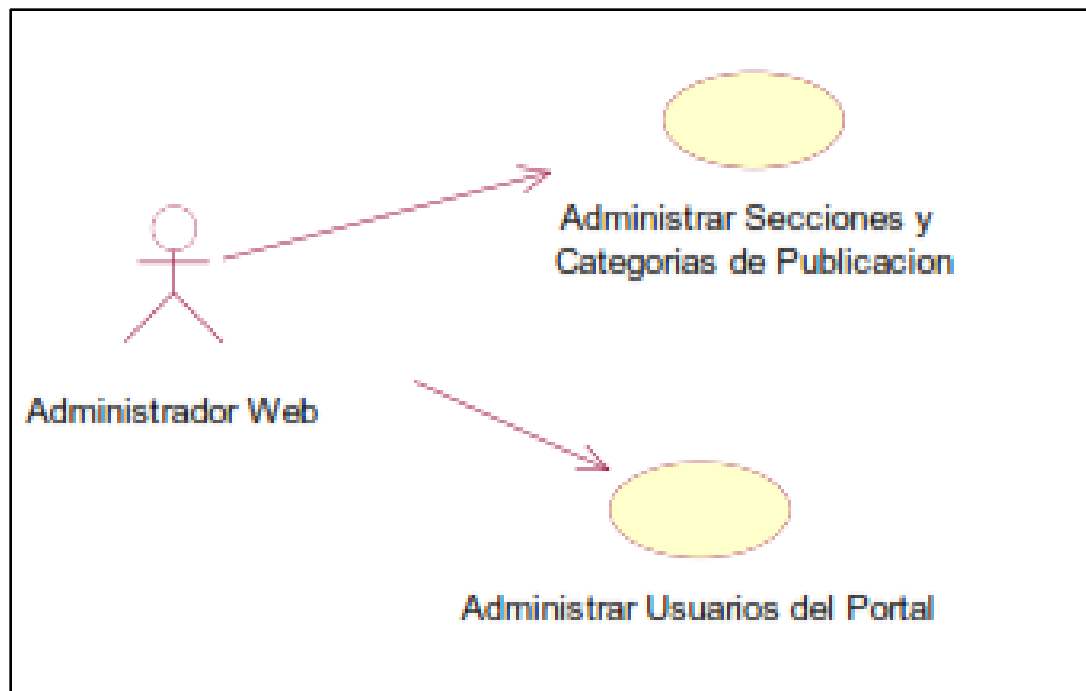 Administrar Secciones y
Categorias de Publicacion
Administrador Web
Administrar Usuarios del Portal